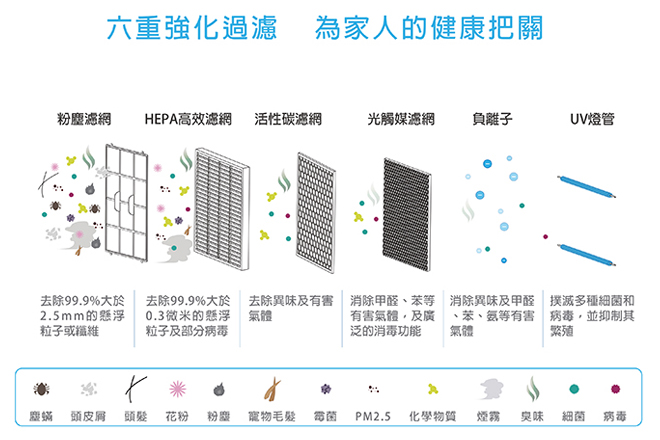 六重強化過濾 為家人的健康把關
粉塵濾網 HEPA高效濾網 活性碳濾網 光觸媒濾網 負離子 UV燈管
去除99.9%大於
2.5mm的懸浮
粒子或纖維
去除99.9%大於
0.3微米的懸浮
粒子及部分病毒
去除異味及有害
氣體
消除甲醛、苯等
有害氣體，及廣
泛的消毒功能
消除異味及甲醛
、苯、氨等有害
氣體
撲滅多種細菌和
病毒，並抑制其
繁殖
塵蟎 頭皮屑 頭髮 花粉 粉塵 寵物毛髮 霉菌 PM2.5 化學物質 煙霧 臭味 細菌 病毒